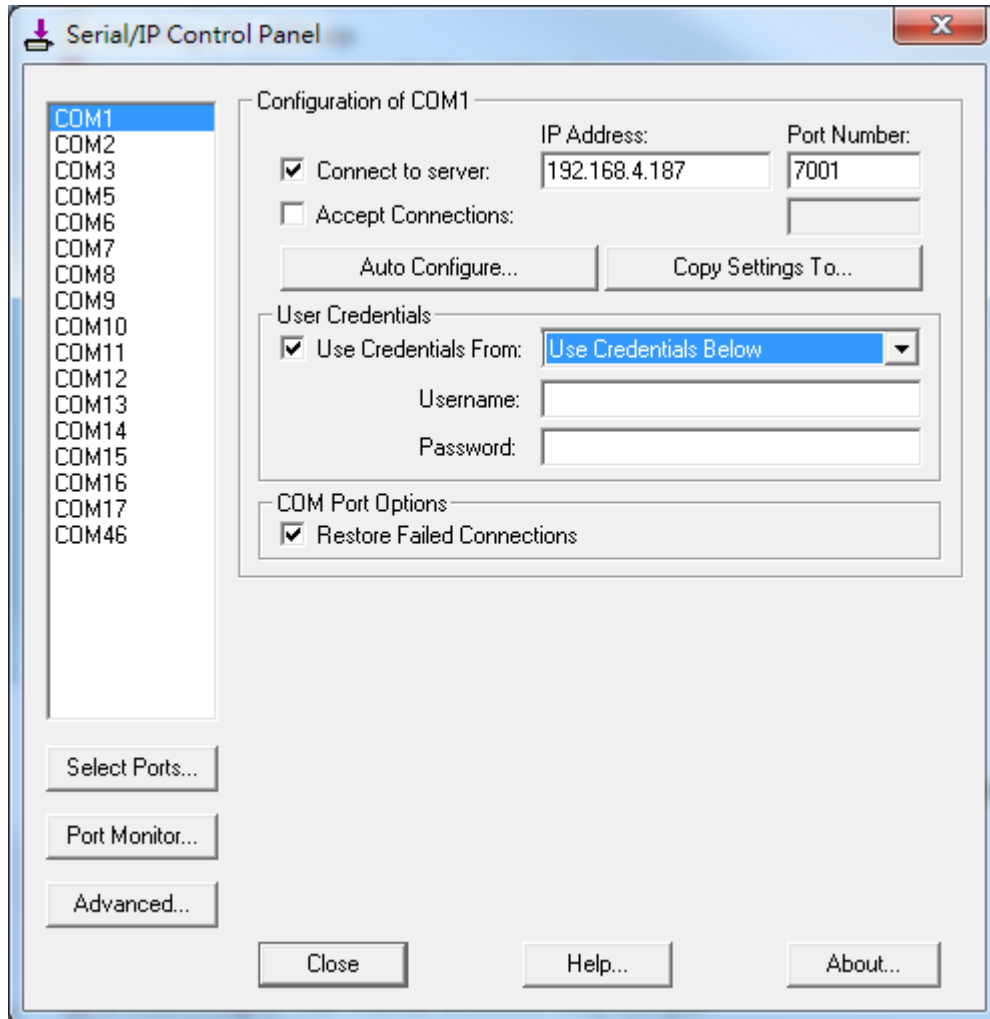 Serial/IP Control Panel
COM1
COM2
COM3
COM5
COM6
COM7
COM8
COM9
COM10
COM11
COM12
COM13
COM14
COM15
COM16
COM17
COM46
Select Ports...
Port Monitor...
Advanced...
Configuration of COM1
IP Address: Port Number:
Connect to server: 192.168.4.187 7001
Accept Connections:
Auto Configure... Copy Settings To...
User Credentials
Use Credentials From: Use Credentials Below
Username:
Password:
COM Port Options
Restore Failed Connections
Close Help... About...